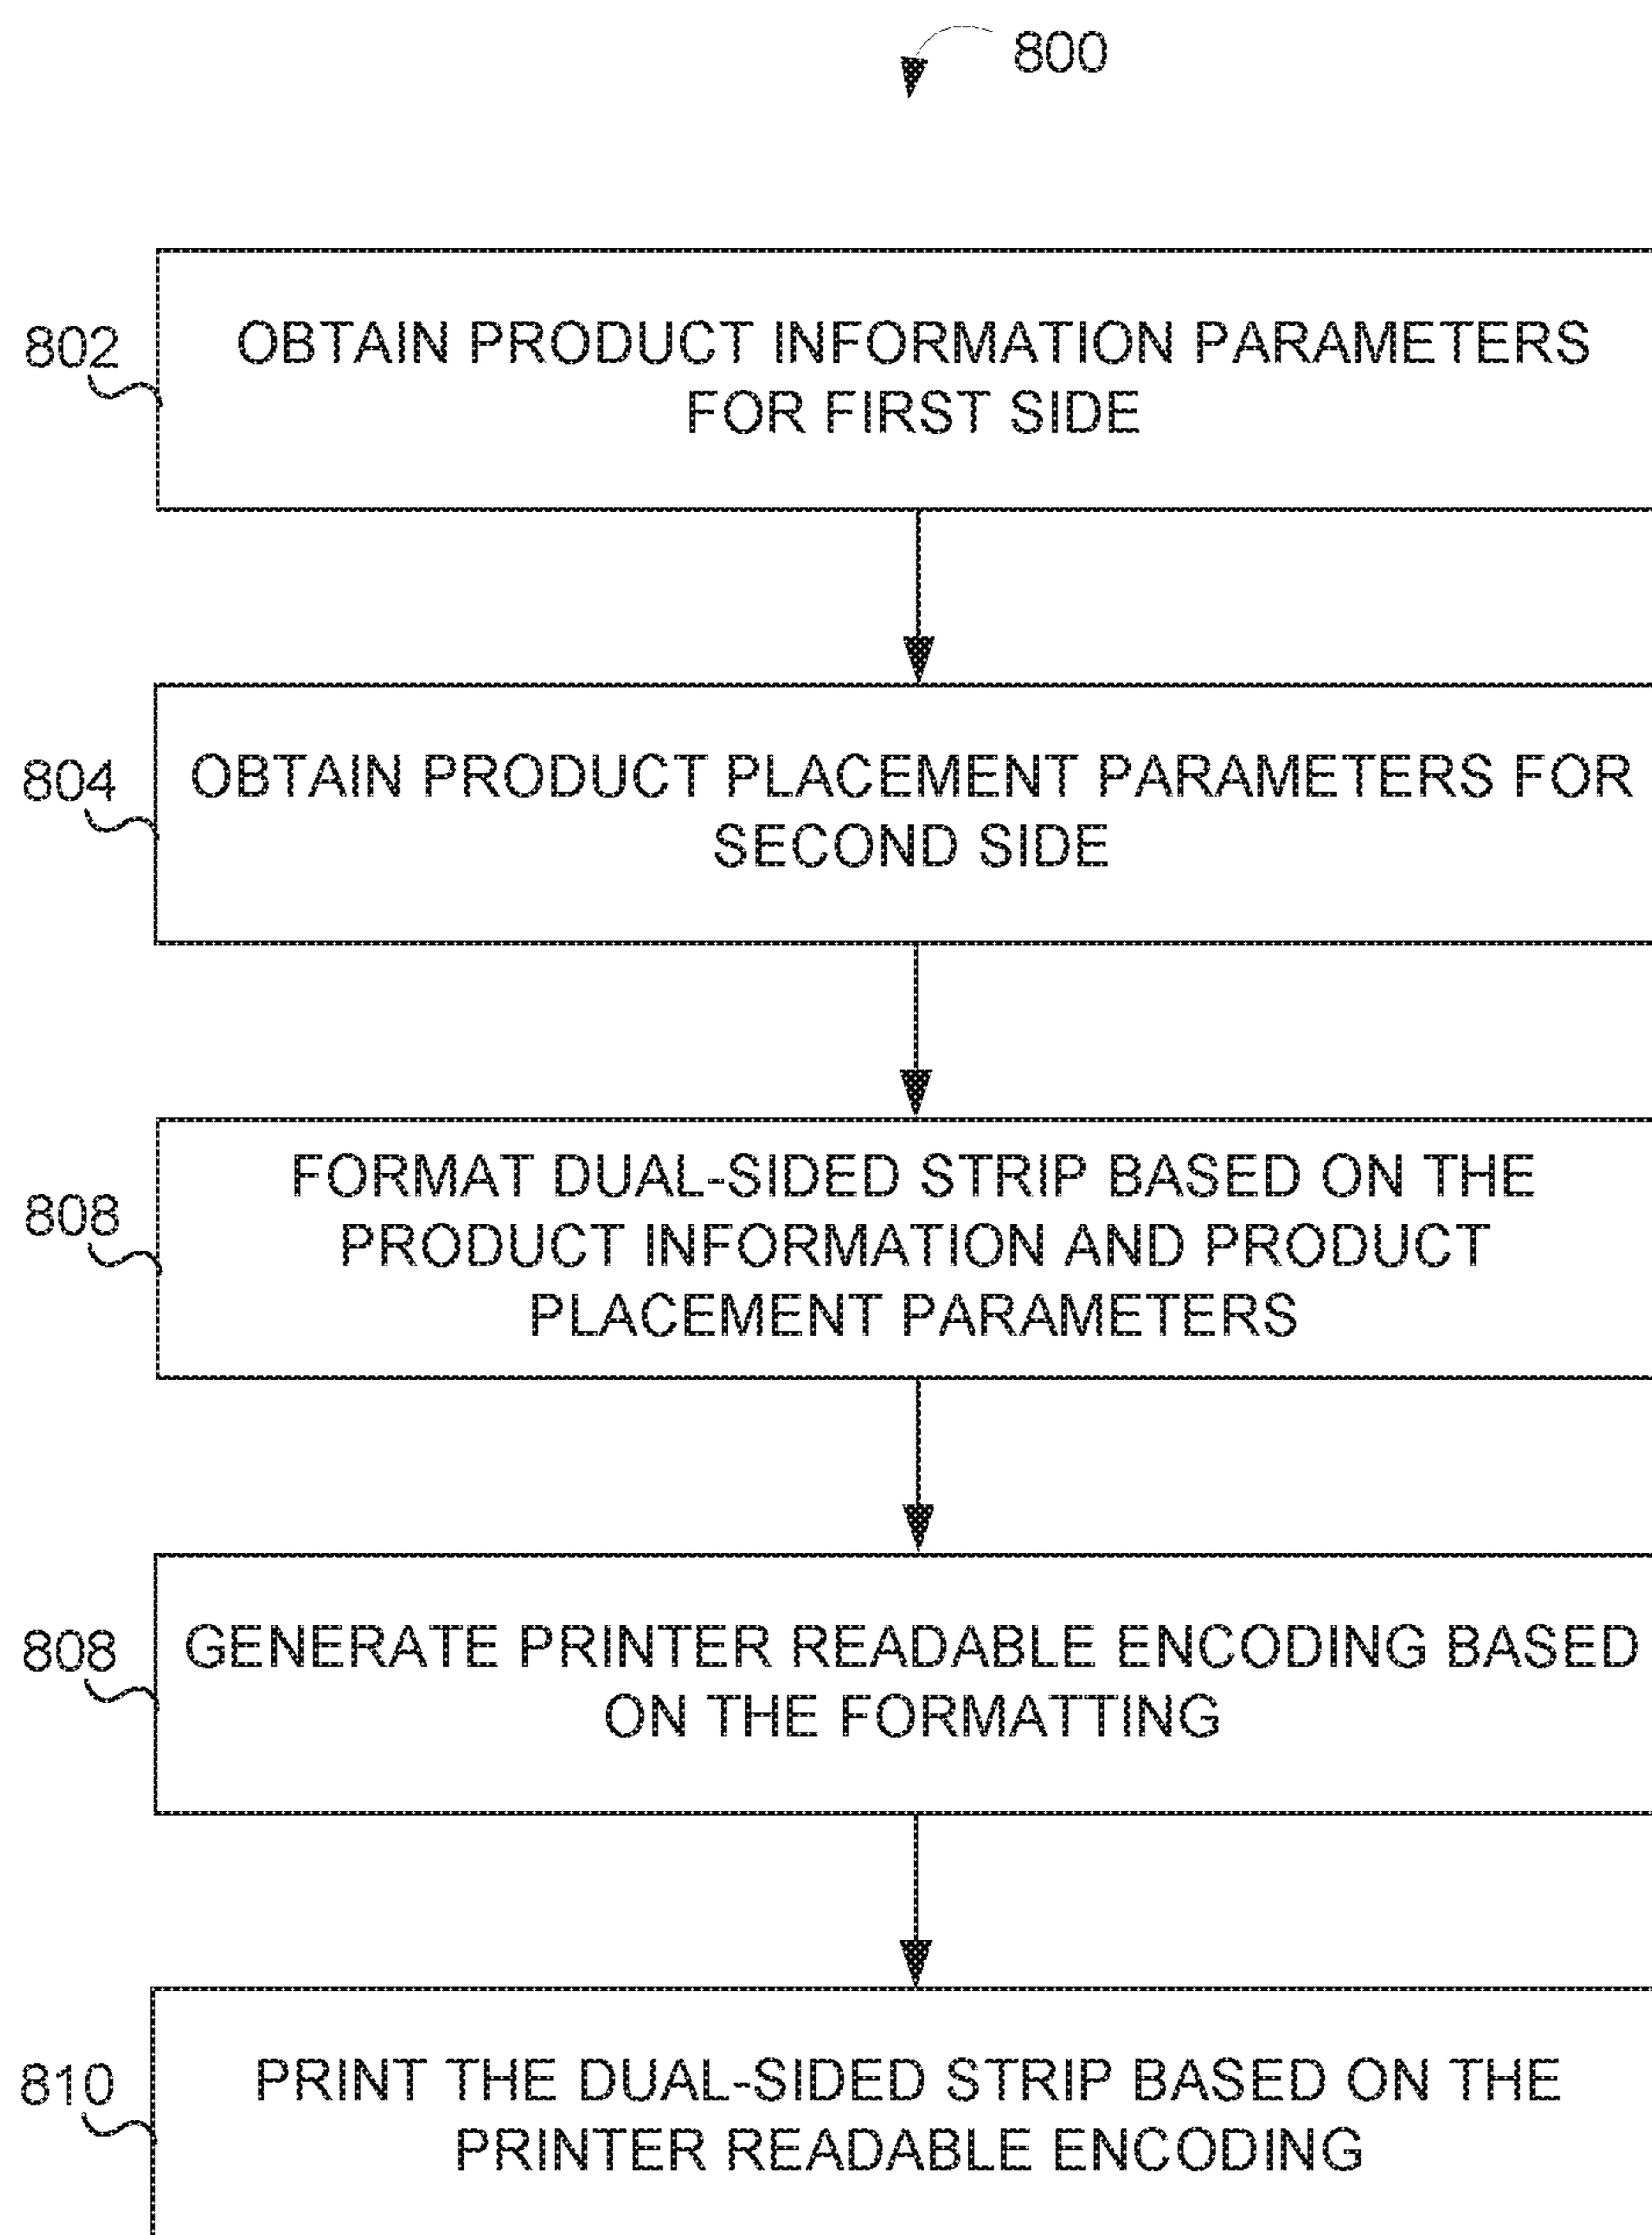 800
802
OBTAIN PRODUCT INFORMATION PARAMETERS
FOR FIRST SIDE
804
OBTAIN PRODUCT PLACEMENT PARAMETERS FOR
SECOND SIDE
808
FORMAT DUAL-SIDED STRIP BASED ON THE
PRODUCT INFORMATION AND PRODUCT
PLACEMENT PARAMETERS
808
GENERATE PRINTER READABLE ENCODING BASED
ON THE FORMATTING
810
PRINT THE DUAL-SIDED STRIP BASED ON THE
PRINTER READABLE ENCODING